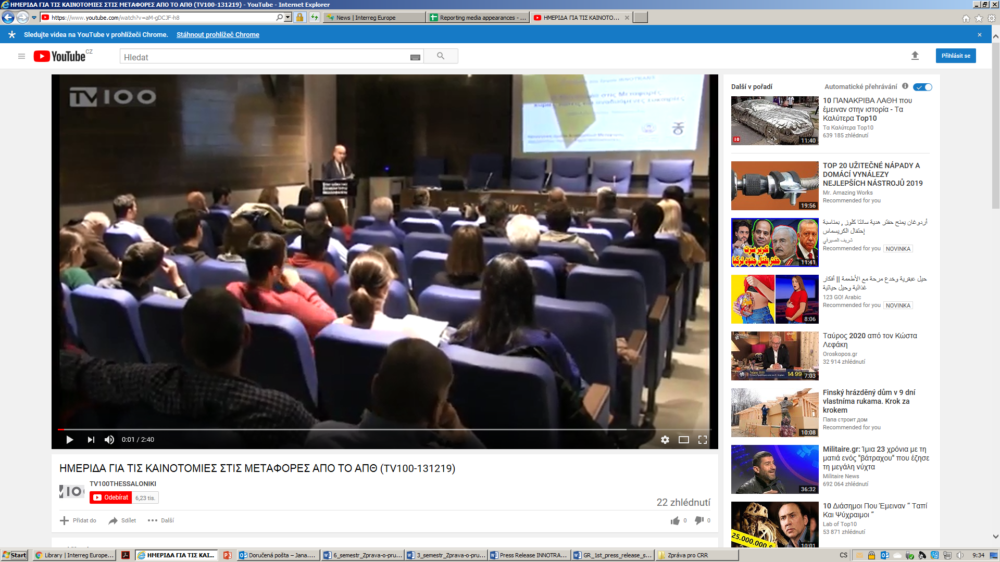 ΗΜΕΡΙΔΑ ΓΙΑ ΤΙΣ ΚΑΙΝΟΤΟΜΙΕΣ ΣΤΙΣ ΜΕΤΑΦΟΡΕΣ ΑΠΟ ΤΟ ΑΠΘ (TV100-131219) - YouTube - Internet Explorer
https://www.youtube.com/watch?v=aM-gDCJF-h8
News | Interreg Europe
Reporting media appearances - ...
ΗΜΕΡΙΔΑ ΓΙΑ ΤΙΣ ΚΑΙΝΟΤΟ...
Sledujte videa na YouTube v prohlížeči Chrome. Stáhnout prohlížeč Chrome
YouTube CZ
Hledat
Přihlásit se
TV100
στις Μεταφορές
0:01 / 2:40
ΗΜΕΡΙΔΑ ΓΙΑ ΤΙΣ ΚΑΙΝΟΤΟΜΙΕΣ ΣΤΙΣ ΜΕΤΑΦΟΡΕΣ ΑΠΟ ΤΟ ΑΠΘ (TV100-131219)
TV100THESSALONIKI
Odebírat 6,23 tis.
22 zhlédnutí
Přidat do Sdílet Další
0 0
Další v pořadí
Automatické přehrávání
10 ΠΑΝΑΚΡΙΒΑ ΛΑΘΗ που
έμειναν στην ιστορία - Τα
Καλύτερα Top10
Τα Καλύτερα Top10
639 185 zhlédnutí
10
11:40
TOP 20 UŽITEČNÉ NÁPADY A
DOMÁCÍ VYNÁLEZY
NEJLEPŠÍCH NÁSTROJŮ 2019
Mr. Amazing Works
Recommended for you
19:56
أردوغان يمنح حفتر هدية سانتا كلوز , بمناسبة
إحتفال الكريسماس
شريف الصيرفي
Recommended for you NOVINKA
تحرير سرت
حفتر يقتل جنود تركيا
11:41
حيل عبقرية وخدع مرحة مع الأطعمة || أفكار
غذائية وحيل حياتية
123 GO! Arabic
Recommended for you NOVINKA
8:06
Ταύρος 2020 από τον Κώστα
Λεφάκη
Oroskopos.gr
32 914 zhlédnutí
Ταύρος 2020
14 99
7:03
Finský hrázděný dům v 9 dní
vlastníma rukama. Krok za
krokem
Папа строит дом
Recommended for you
10:08
Militaire.gr: Ίμια 23 χρόνια με τη
ματιά ενός "βάτραχου" που έζησε
τη μεγάλη νύχτα
Militaire News
692 064 zhlédnutí
36:32
10 Διάσημοι Που Έμειναν “ Ταπί
Και Ψύχραιμοι ”
Lab of Top10
53 871 zhlédnutí
25.000.000 $
10:01
Start
Library | Interreg Europe...
ΗΜΕΡΙΔΑ ΓΙΑ ΤΙΣ ΚΑΙ...
Doručená pošta – Jana....
6_semestr_Zprava-o-pru...
3_semestr_Zprava-o-pru...
Press Release INNOTRA...
GR_1st_press_release_s...
Zpráva pro CRR
CS
9:34